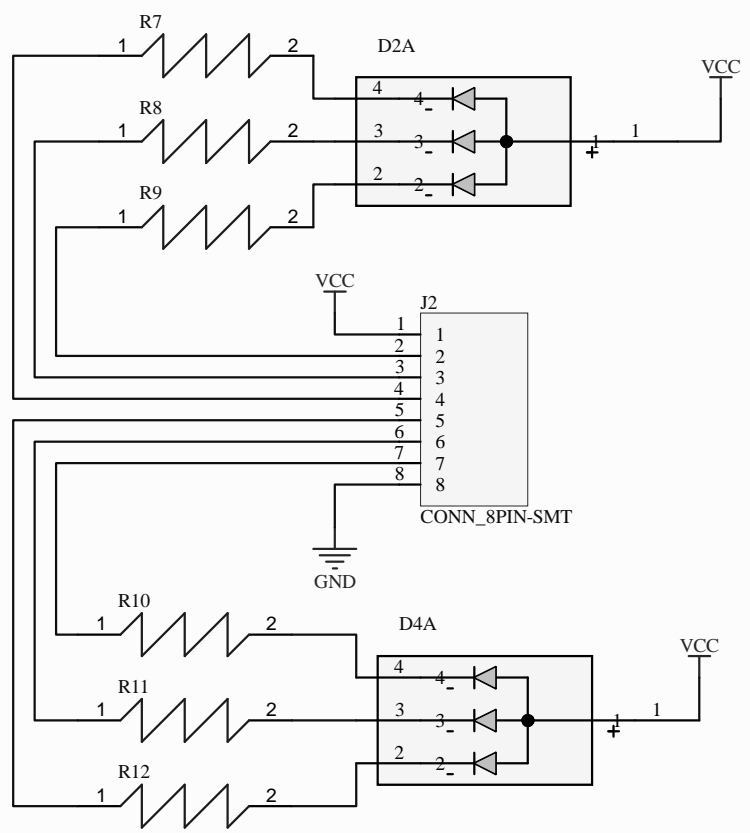 R7
1 2
D2A
VCC
4 4 -
R8
1 2 3 3 - 1 + 1
R9
2 2 -
1 2
VCC
J2
1 1
2 2
3 3
4 4
5 5
6 6
7 7
8 8
CONN_8PIN-SMT
GND
R10
1 2
D4A
VCC
4 4 -
R11
1 2 3 3 - 1 + 1
R12
2 2 -
1 2